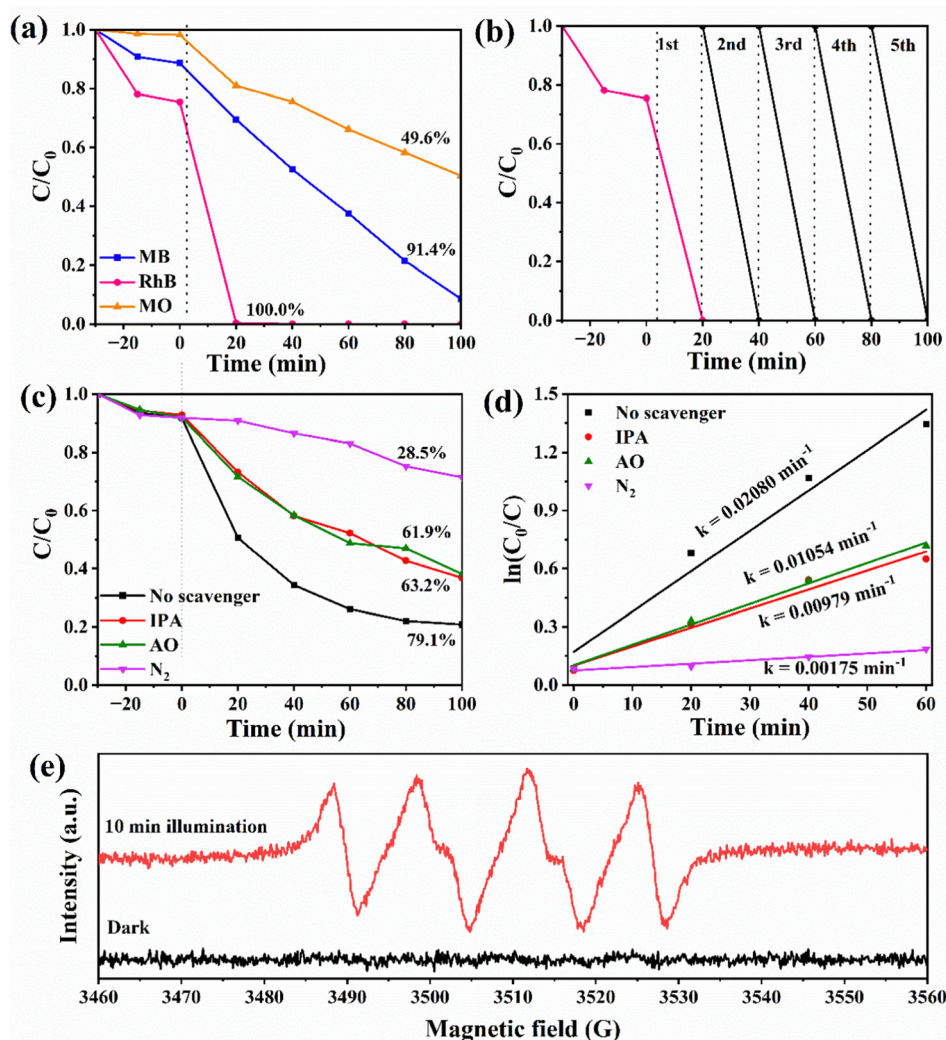 (a)
C/C₀
1.0
0.8
0.6
0.4
0.2
0.0
49.6%
91.4%
100.0%
MB
RhB
MO
−20 0 20 40 60 80 100
Time (min)
(b)
C/C₀
1.0
0.8
0.6
0.4
0.2
0.0
1st 2nd 3rd 4th 5th
−20 0 20 40 60 80 100
Time (min)
(c)
C/C₀
1.0
0.8
0.6
0.4
0.2
0.0
28.5%
61.9%
63.2%
79.1%
No scavenger
IPA
AO
N₂
−20 0 20 40 60 80 100
Time (min)
(d)
ln(C₀/C)
1.5
1.2
0.9
0.6
0.3
0.0
No scavenger
IPA
AO
N₂
k = 0.02080 min⁻¹
k = 0.01054 min⁻¹
k = 0.00979 min⁻¹
k = 0.00175 min⁻¹
0 10 20 30 40 50 60
Time (min)
(e)
Intensity (a.u.)
10 min illumination
Dark
3460 3470 3480 3490 3500 3510 3520 3530 3540 3550 3560
Magnetic field (G)